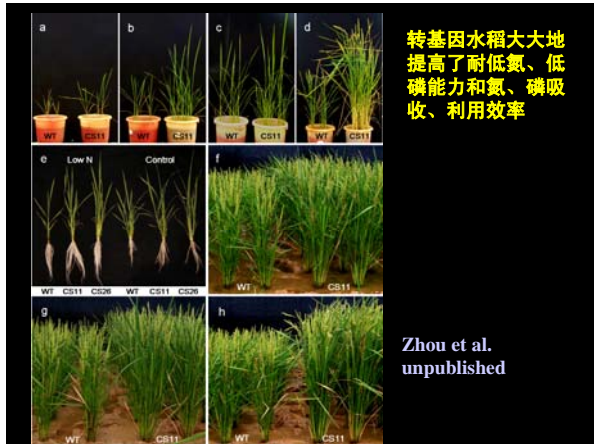 a
b
c
d
WT
CS11
WT
CS11
WT
CS11
WT
CS11
e
Low N
Control
f
WT
CS11
CS26
WT
CS11
CS26
WT
CS11
g
h
WT
CS11
WT
CS11
转基因水稻大大地
提高了耐低氮、低
磷能力和氮、磷吸
收、利用效率
Zhou et al.
unpublished